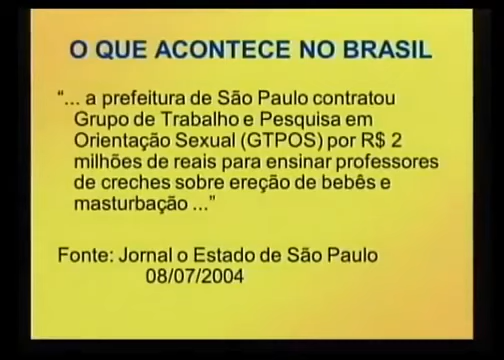 O QUE ACONTECE NO BRASIL
“... a prefeitura de São Paulo contratou
Grupo de Trabalho e Pesquisa em
Orientação Sexual (GTPOS) por R$ 2
milhões de reais para ensinar professores
de creches sobre ereção de bebês e
masturbação ...”
Fonte: Jornal o Estado de São Paulo
08/07/2004